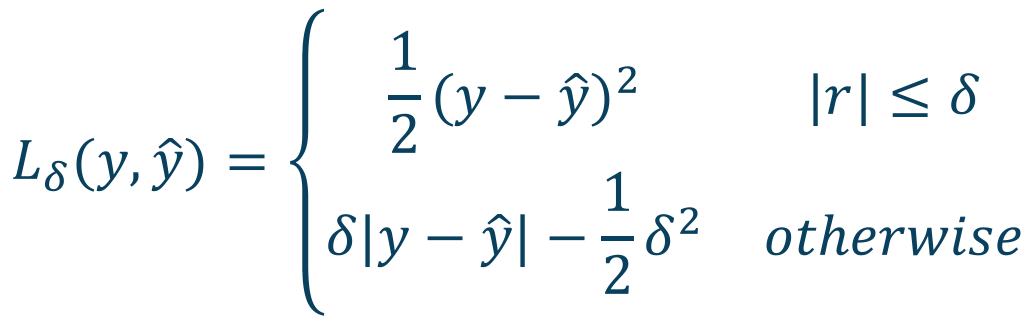 L_δ(y, ŷ) = {
1/2 (y − ŷ)² |r| ≤ δ
δ|y − ŷ| − 1/2 δ² otherwise